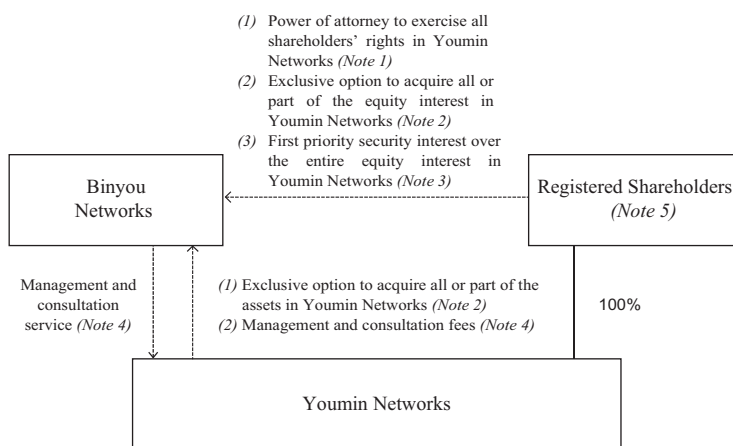 (1) Power of attorney to exercise all
shareholders’ rights in Youmin
Networks (Note 1)
(2) Exclusive option to acquire all or
part of the equity interest in
Youmin Networks (Note 2)
(3) First priority security interest over
the entire equity interest in
Youmin Networks (Note 3)
Binyou
Networks
Registered Shareholders
(Note 5)
Management and
consultation
service (Note 4)
(1) Exclusive option to acquire all or part of the
assets in Youmin Networks (Note 2)
(2) Management and consultation fees (Note 4)
100%
Youmin Networks